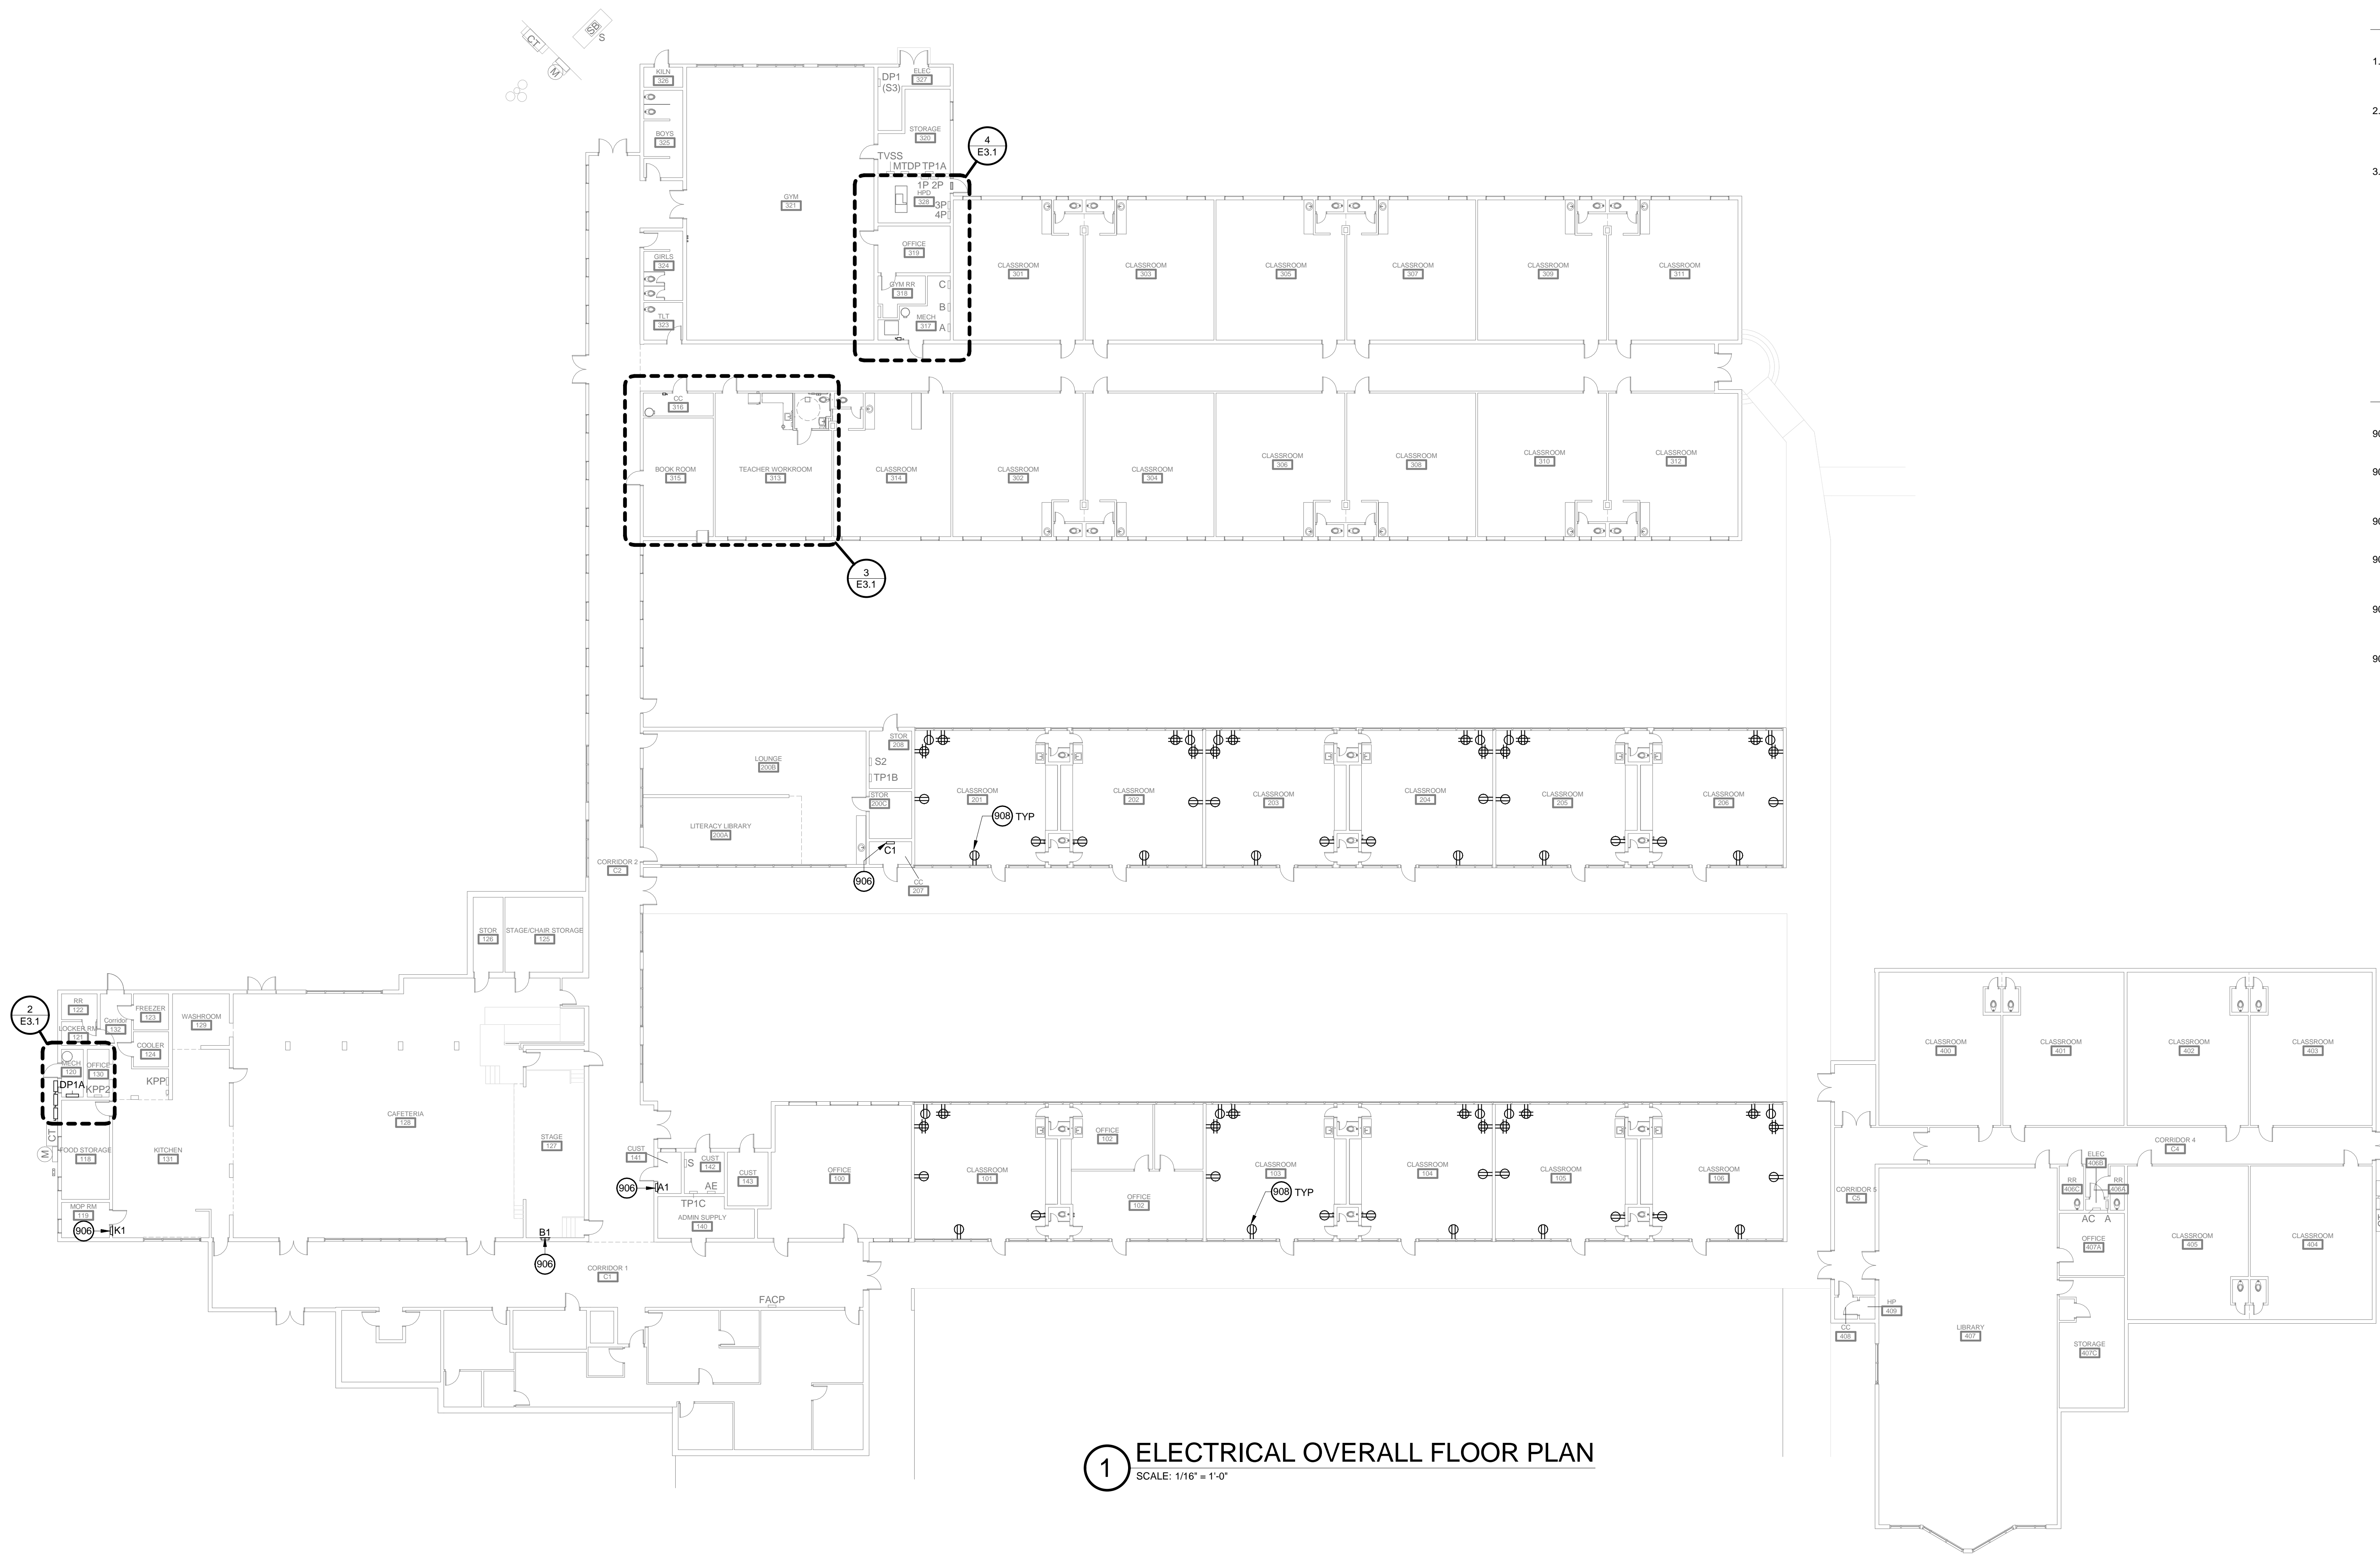 SB
S
CT
M
1.
2.
3.
KILN
326
BOYS
325
GYM
321
GIRLS
324
TLT
323
DP1
(S3)
ELEC
327
STORAGE
320
TVSS
MTDP TP1A
1P 2P
HPD
328
3P
4P
4
E3.1
OFFICE
319
GYM RR
318
MECH
317
C
B
A
CLASSROOM
301
CLASSROOM
303
CLASSROOM
305
CLASSROOM
307
CLASSROOM
309
CLASSROOM
311
CC
316
BOOK ROOM
315
TEACHER WORKROOM
313
CLASSROOM
314
CLASSROOM
302
CLASSROOM
304
CLASSROOM
306
CLASSROOM
308
CLASSROOM
310
CLASSROOM
312
3
E3.1
90
90
90
90
90
90
LOUNGE
200B
LITERACY LIBRARY
200A
STOR
208
S2
TP1B
STOR
200C
C1
906
CC
207
CORRIDOR 2
C2
CLASSROOM
201
908 TYP
CLASSROOM
202
CLASSROOM
203
CLASSROOM
204
CLASSROOM
205
CLASSROOM
206
STOR
126
STAGE/CHAIR STORAGE
125
2
E3.1
RR
122
LOCKER RM
121
Corridor
132
FREEZER
123
COOLER
124
WASHROOM
129
MECH
120
OFFICE
130
DP1A
KPP2
KPP
CT
M
FOOD STORAGE
118
KITCHEN
131
MOP RM
119
906
K1
CAFETERIA
128
STAGE
127
B1
906
CUST
141
906
A1
S
CUST
142
AE
TP1C
CUST
143
ADMIN SUPPLY
140
OFFICE
100
CORRIDOR 1
C1
FACP
CLASSROOM
101
OFFICE
102
OFFICE
102
CLASSROOM
103
908 TYP
CLASSROOM
104
CLASSROOM
105
CLASSROOM
106
CLASSROOM
400
CLASSROOM
401
CLASSROOM
402
CLASSROOM
403
CORRIDOR 4
C4
CORRIDOR 5
C5
ELEC
406B
RR
406C
RR
406A
AC A
OFFICE
407A
CLASSROOM
405
CLASSROOM
404
HP
409
CC
408
LIBRARY
407
STORAGE
407C
1
ELECTRICAL OVERALL FLOOR PLAN
SCALE: 1/16" = 1'-0"